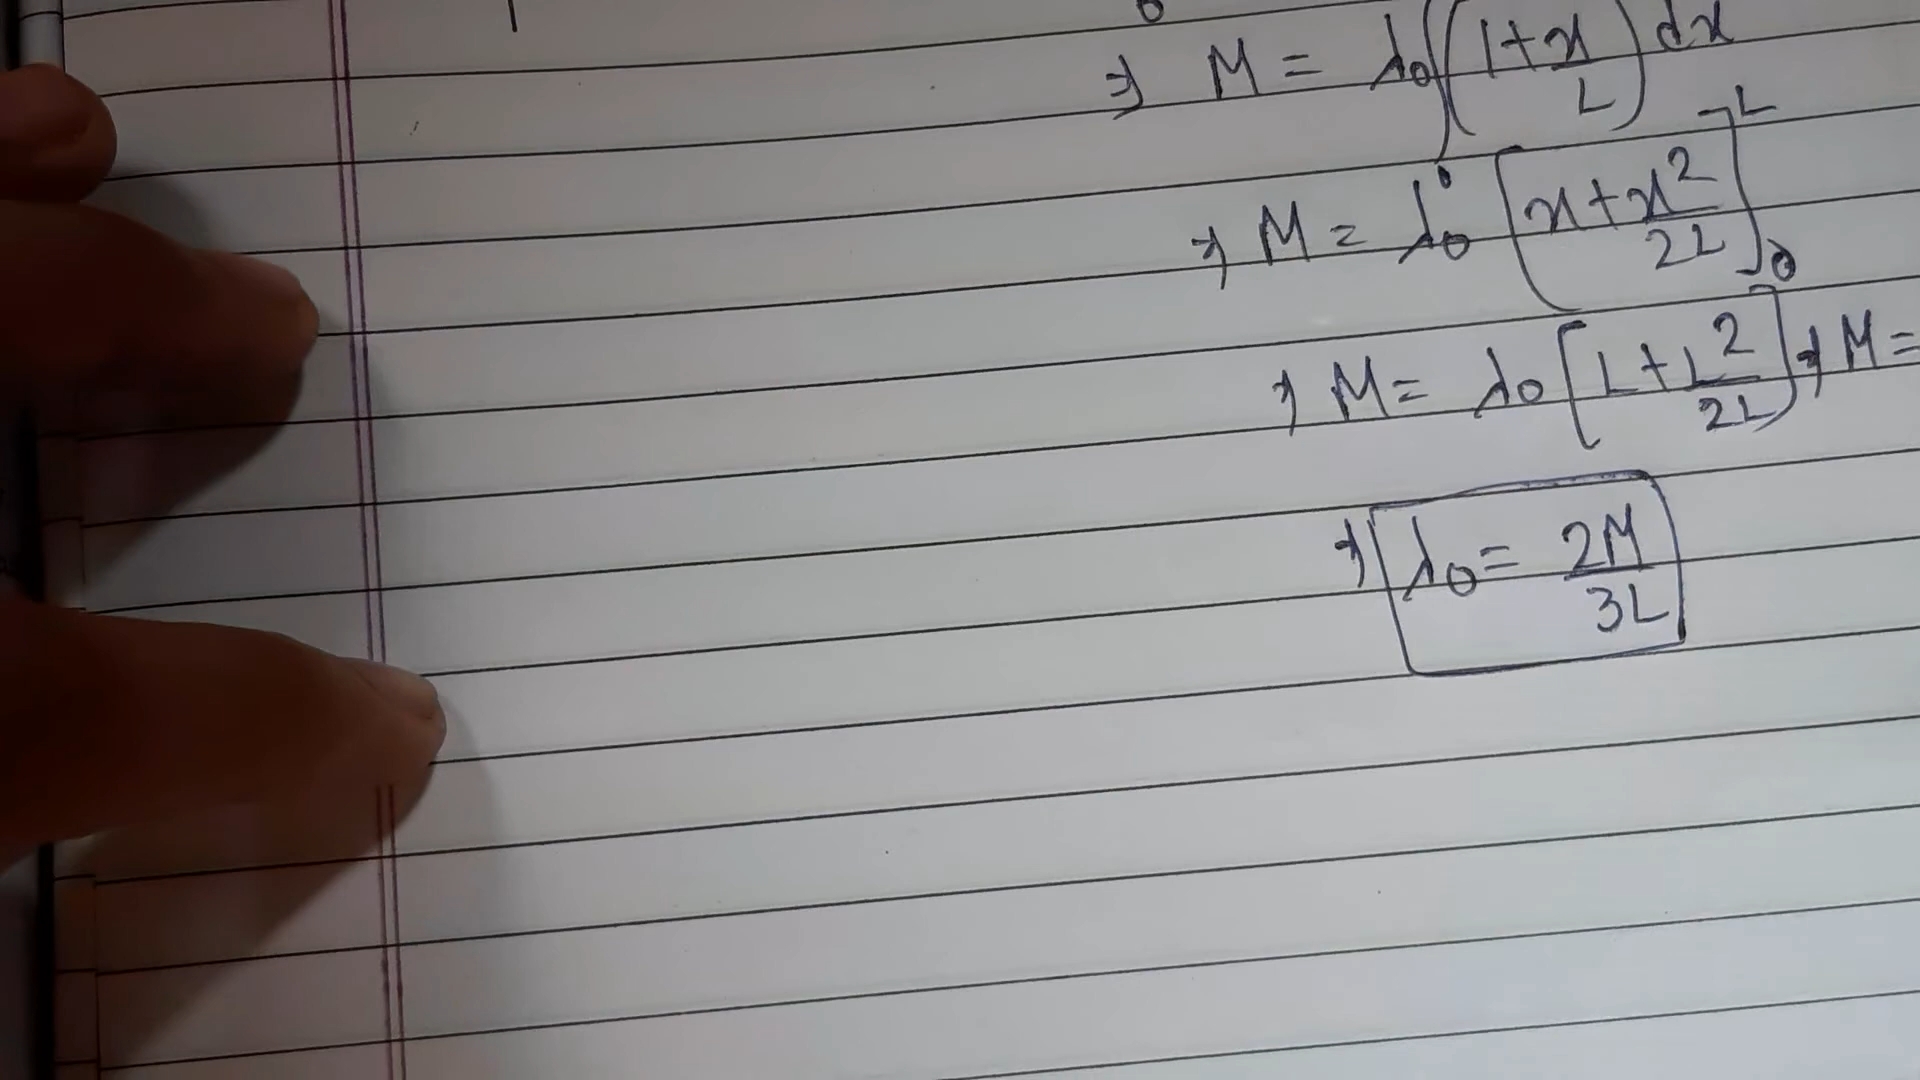 ⇒ M = λ₀∫(1+x/L) dx
⇒ M = λ₀ [x+x²/2L]₀ᴸ
⇒ M = λ₀ [L+L²/2L] ⇒ M =
⇒ λ₀ = 2M/3L